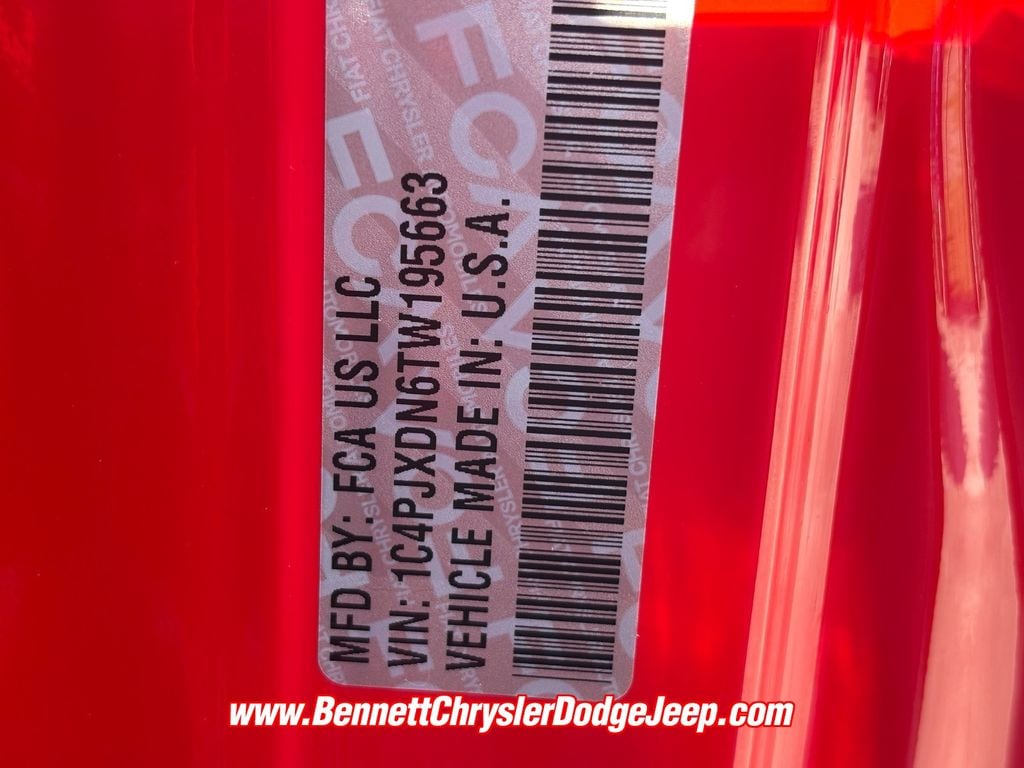 MFD BY: FCA US LLC
VIN: 1C4PJXDN6TW195663
VEHICLE MADE IN: U.S.A.
www.BennettChryslerDodgeJeep.com